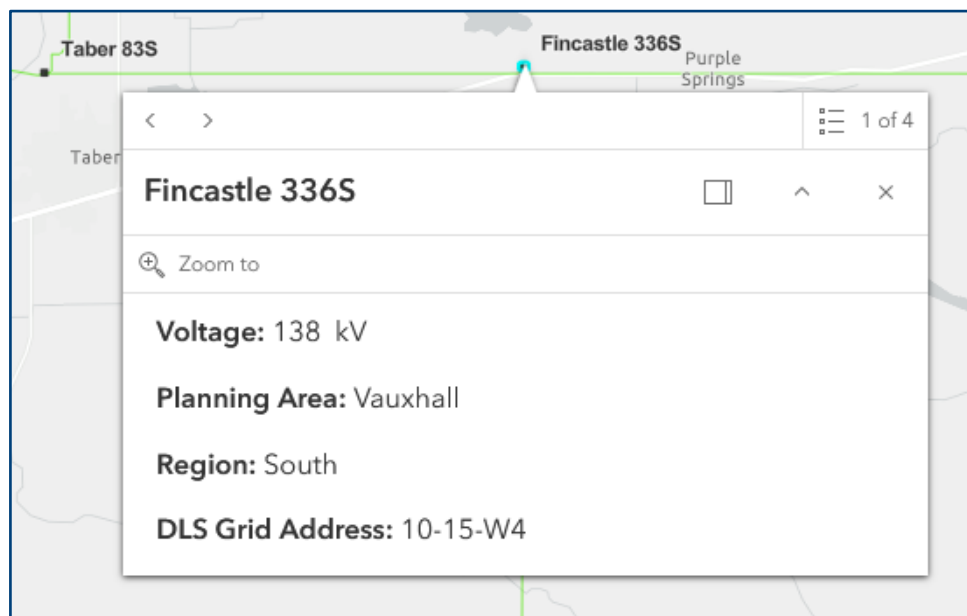 Taber 83S
Fincastle 336S
Purple
Springs
Taber
1 of 4
Fincastle 336S
Zoom to
Voltage: 138 kV
Planning Area: Vauxhall
Region: South
DLS Grid Address: 10-15-W4